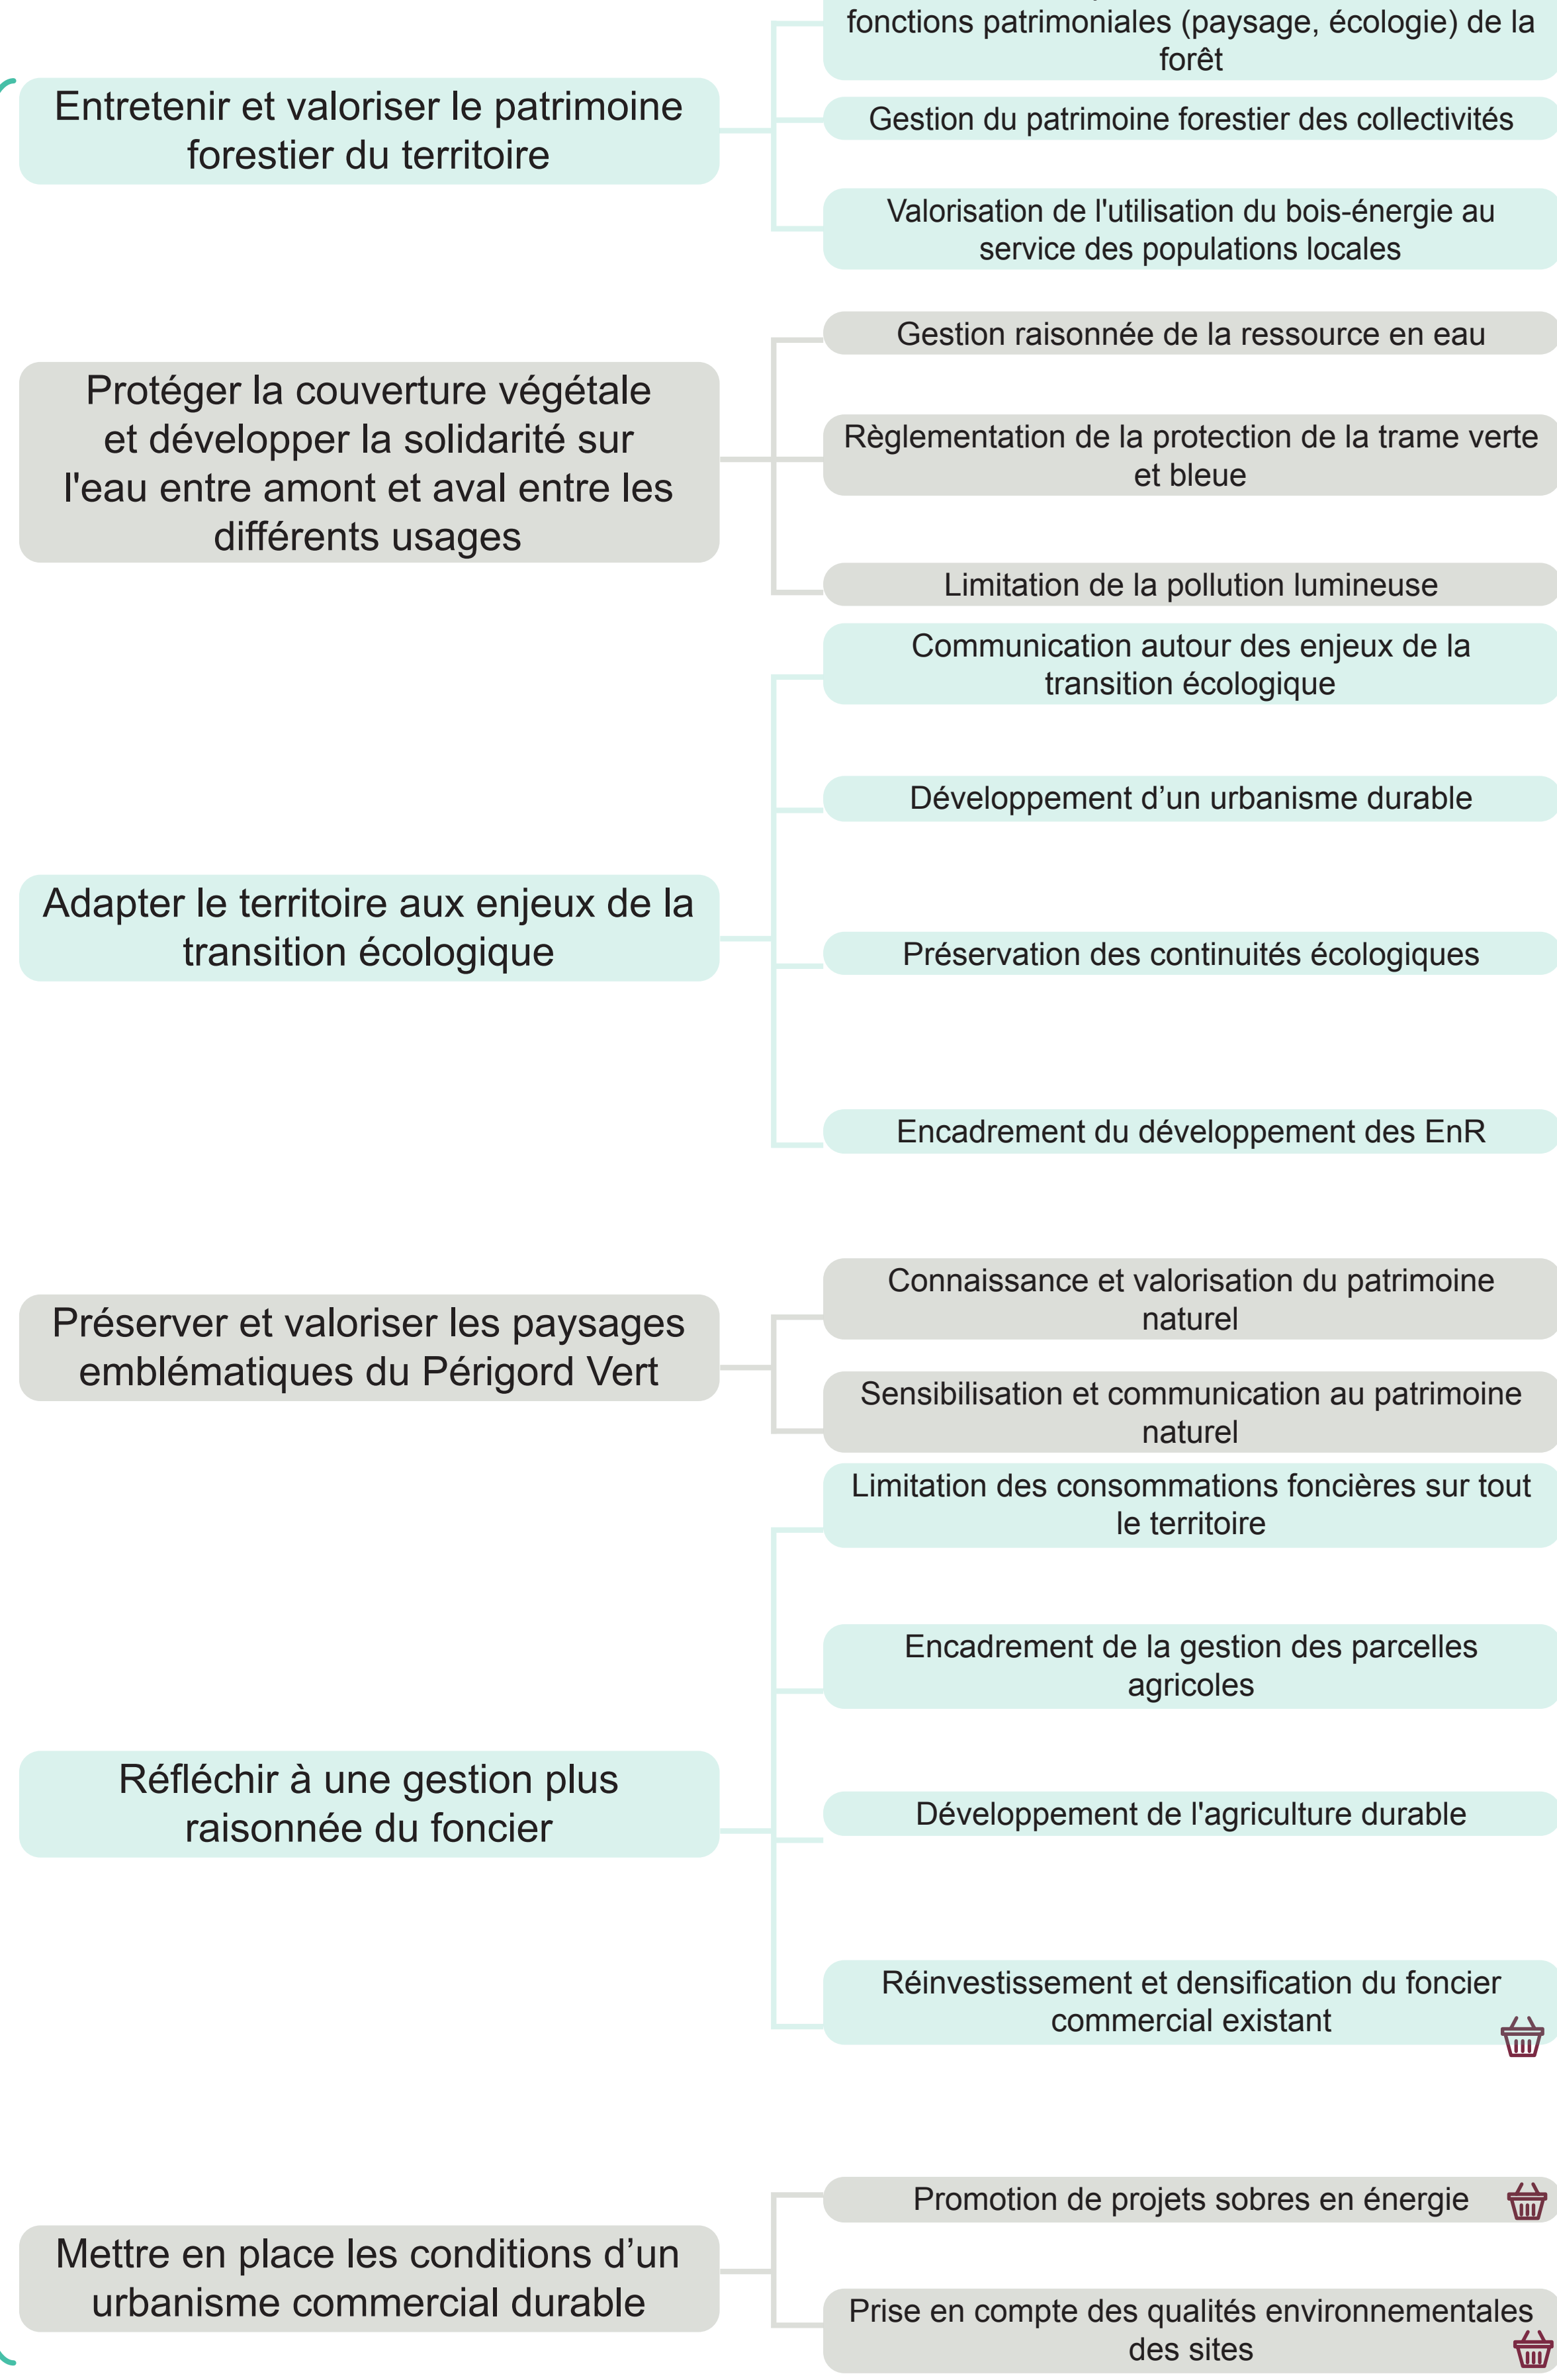 fonctions patrimoniales (paysage, écologie) de la
forêt
Entretenir et valoriser le patrimoine
forestier du territoire
Gestion du patrimoine forestier des collectivités
Valorisation de l'utilisation du bois-énergie au
service des populations locales
Protéger la couverture végétale
et développer la solidarité sur
l'eau entre amont et aval entre les
différents usages
Gestion raisonnée de la ressource en eau
Règlementation de la protection de la trame verte
et bleue
Limitation de la pollution lumineuse
Adapter le territoire aux enjeux de la
transition écologique
Communication autour des enjeux de la
transition écologique
Développement d’un urbanisme durable
Préservation des continuités écologiques
Encadrement du développement des EnR
Préserver et valoriser les paysages
emblématiques du Périgord Vert
Connaissance et valorisation du patrimoine
naturel
Sensibilisation et communication au patrimoine
naturel
Réfléchir à une gestion plus
raisonnée du foncier
Limitation des consommations foncières sur tout
le territoire
Encadrement de la gestion des parcelles
agricoles
Développement de l'agriculture durable
Réinvestissement et densification du foncier
commercial existant
Mettre en place les conditions d’un
urbanisme commercial durable
Promotion de projets sobres en énergie
Prise en compte des qualités environnementales
des sites